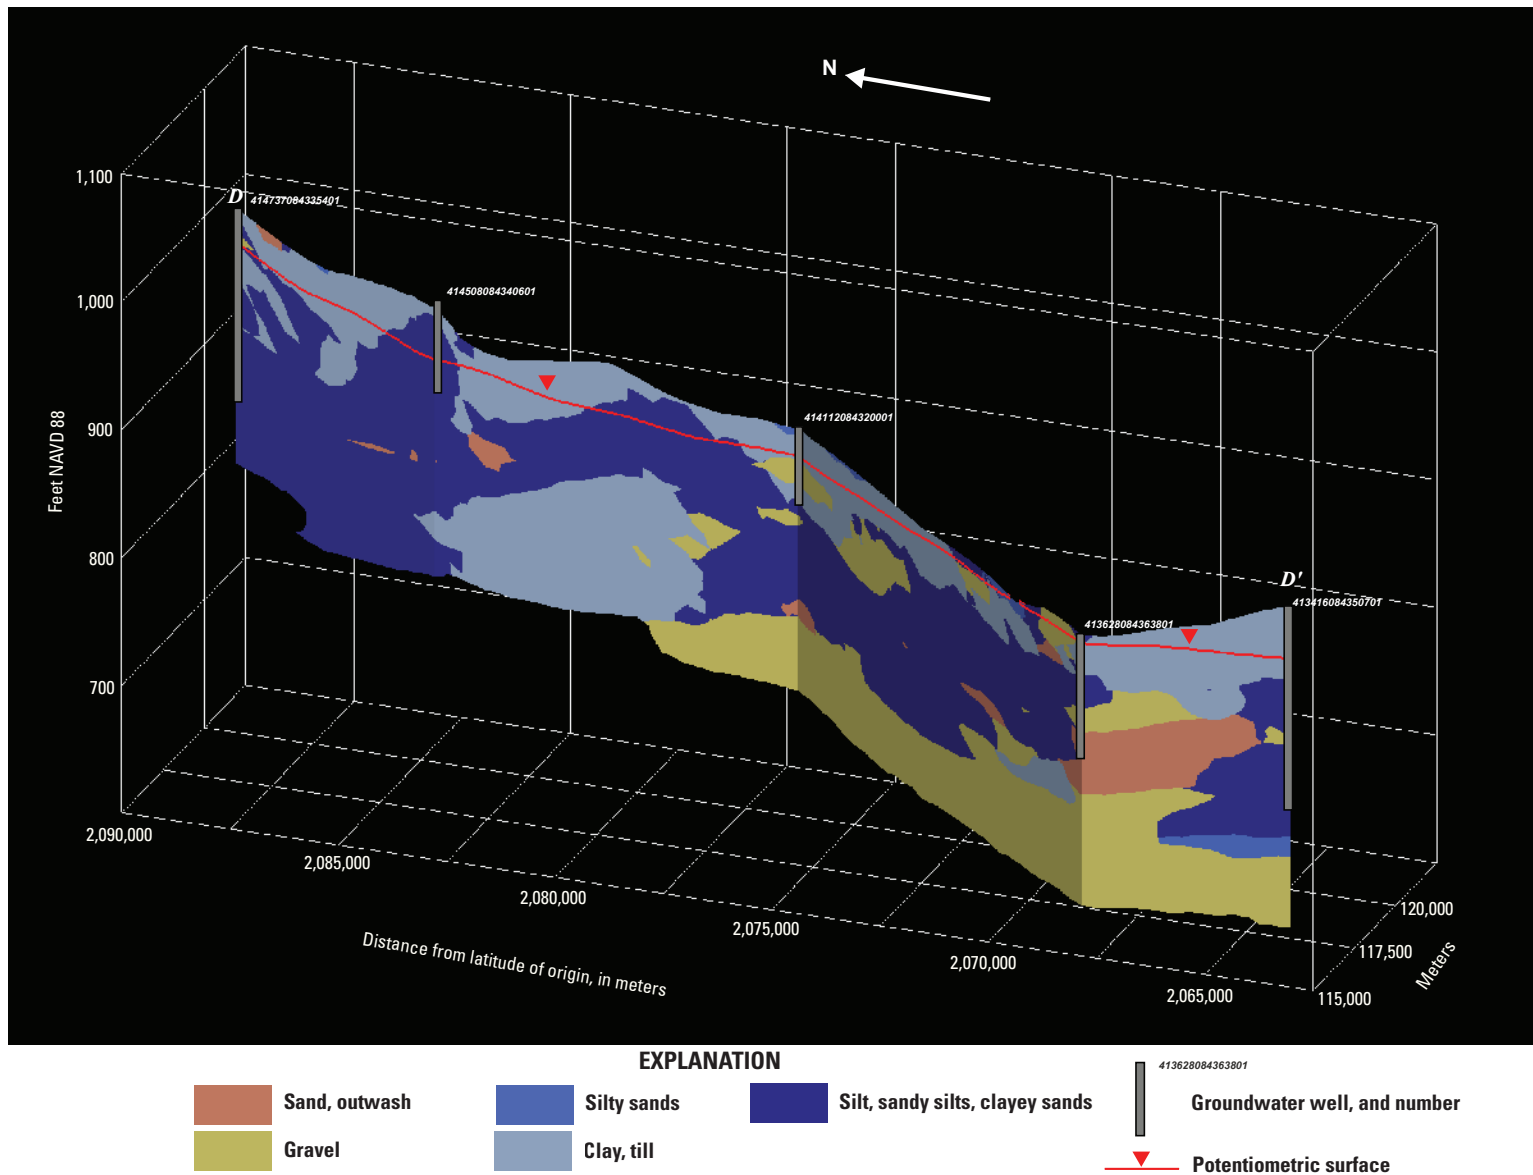 N
1,100
1,000
900
800
700
Feet NAVD 88
D
414737084335401
414508084340601
414112084320001
413628084363801
D'
413416084350701
2,090,000
2,085,000
2,080,000
2,075,000
2,070,000
2,065,000
Distance from latitude of origin, in meters
120,000
117,500
115,000
Meters
EXPLANATION
Sand, outwash
Gravel
Silty sands
Clay, till
Silt, sandy silts, clayey sands
413628084363801
Groundwater well, and number
Potentiometric surface